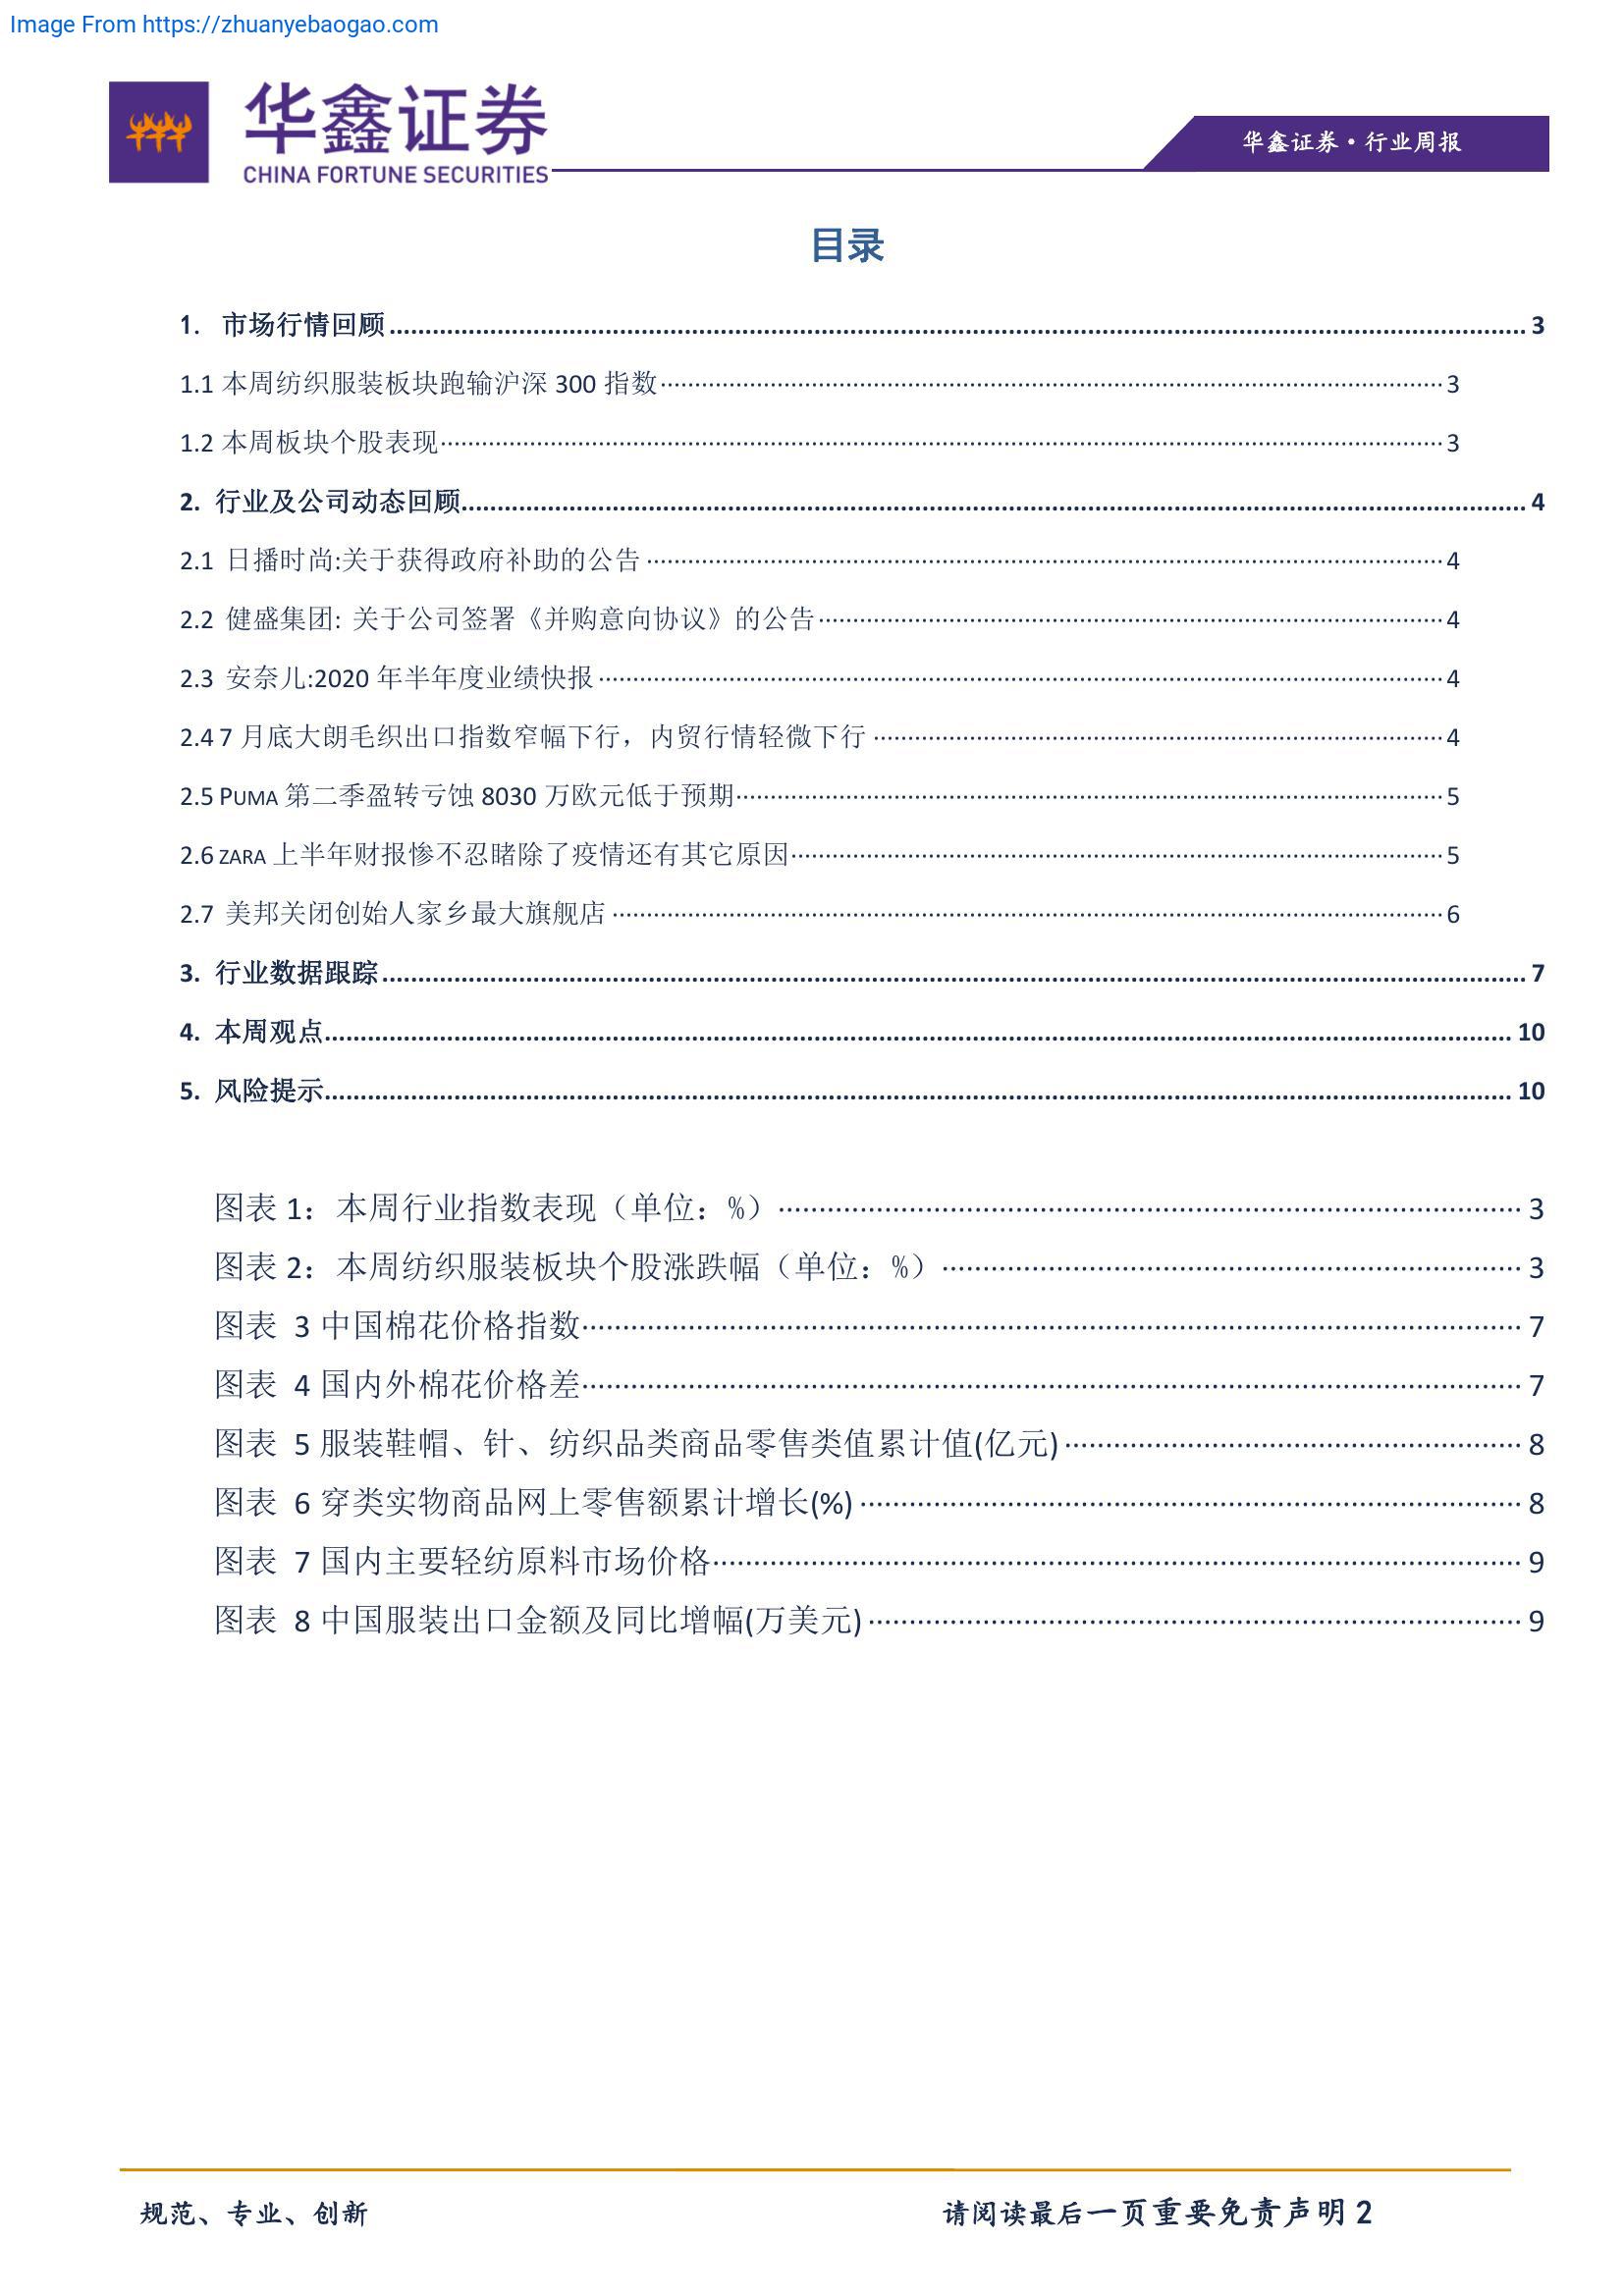 Image From https://zhuanyebaogao.com
华鑫证券
CHINA FORTUNE SECURITIES
华鑫证券·行业周报
目录
1. 市场行情回顾 3
1.1 本周纺织服装板块跑输沪深 300 指数 3
1.2 本周板块个股表现 3
2. 行业及公司动态回顾 4
2.1 日播时尚:关于获得政府补助的公告 4
2.2 健盛集团: 关于公司签署《并购意向协议》的公告 4
2.3 安奈儿:2020 年半年度业绩快报 4
2.4 7 月底大朗毛织出口指数窄幅下行，内贸行情轻微下行 4
2.5 PUMA 第二季盈转亏蚀 8030 万欧元低于预期 5
2.6 ZARA 上半年财报惨不忍睹除了疫情还有其它原因 5
2.7 美邦关闭创始人家乡最大旗舰店 6
3. 行业数据跟踪 7
4. 本周观点 10
5. 风险提示 10
图表 1：本周行业指数表现（单位：%） 3
图表 2：本周纺织服装板块个股涨跌幅（单位：%） 3
图表 3 中国棉花价格指数 7
图表 4 国内外棉花价格差 7
图表 5 服装鞋帽、针、纺织品类商品零售类值累计值(亿元) 8
图表 6 穿类实物商品网上零售额累计增长(%) 8
图表 7 国内主要轻纺原料市场价格 9
图表 8 中国服装出口金额及同比增幅(万美元) 9
规范、专业、创新
请阅读最后一页重要免责声明 2